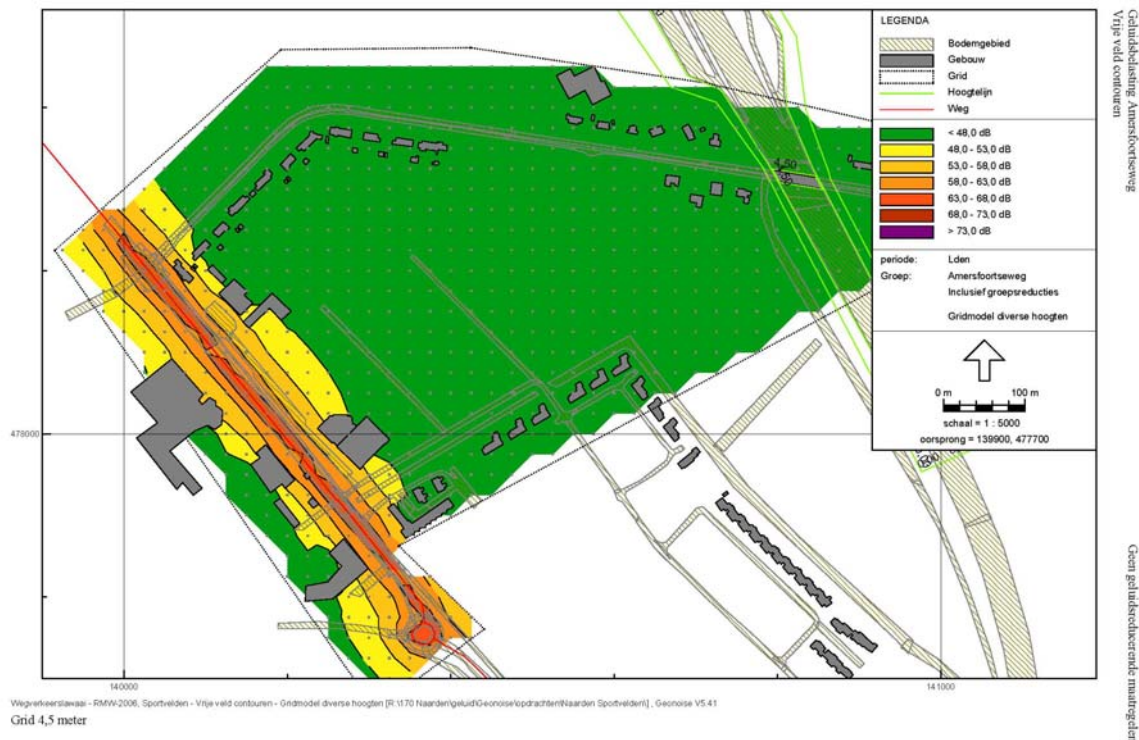 Geluidsbelasting Amersfoortseweg
Vrije veld contouren
LEGENDA
Bodemgebied
Gebouw
Grid
Hoogtelijn
Weg
< 48,0 dB
48,0 - 53,0 dB
53,0 - 58,0 dB
58,0 - 63,0 dB
63,0 - 68,0 dB
68,0 - 73,0 dB
> 73,0 dB
periode: Lden
Groep: Amersfoortseweg
Inclusief groepsreducties
Gridmodel diverse hoogten
0 m 100 m
schaal = 1 : 5000
oorsprong = 139900, 477700
4,50
478000
140000 141000
Wegverkeerslawaai - RMW-2006, Sportvelden - Vrije veld contouren - Gridmodel diverse hoogten [R:\170 Naarden\geluid\Geonoise\opdrachten\Naarden Sportvelden\] , Geonoise V5.41
Grid 4,5 meter
Geen geluidsreducerende maatregelen